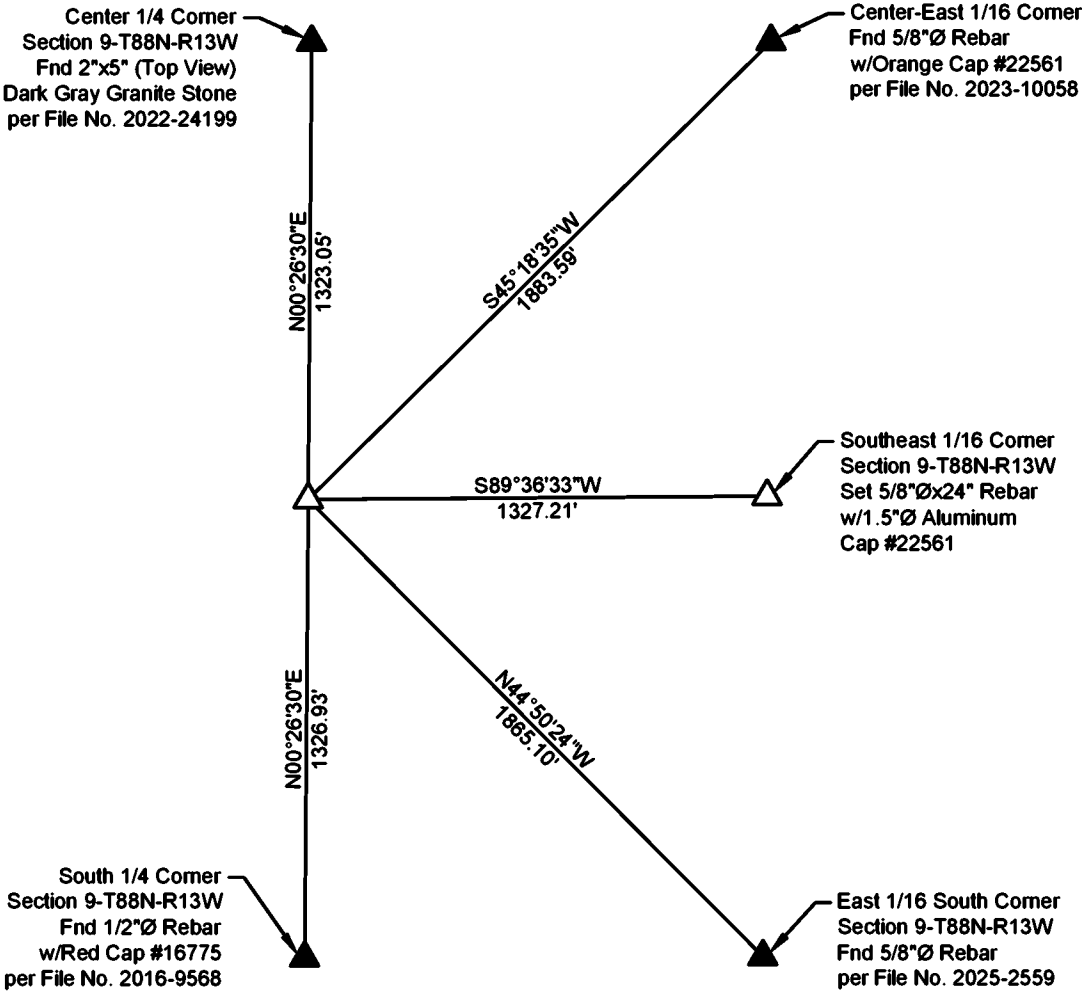 Center 1/4 Corner
Section 9-T88N-R13W
Fnd 2"x5" (Top View)
Dark Gray Granite Stone
per File No. 2022-24199
Center-East 1/16 Corner
Fnd 5/8"Ø Rebar
w/Orange Cap #22561
per File No. 2023-10058
N00°26'30"E
1323.05'
S45°18'35"W
1883.59'
Southeast 1/16 Corner
Section 9-T88N-R13W
Set 5/8"Øx24" Rebar
w/1.5"Ø Aluminum
Cap #22561
S89°36'33"W
1327.21'
N00°26'30"E
1326.93'
N44°50'24"W
1865.10'
South 1/4 Corner
Section 9-T88N-R13W
Fnd 1/2"Ø Rebar
w/Red Cap #16775
per File No. 2016-9568
East 1/16 South Corner
Section 9-T88N-R13W
Fnd 5/8"Ø Rebar
per File No. 2025-2559